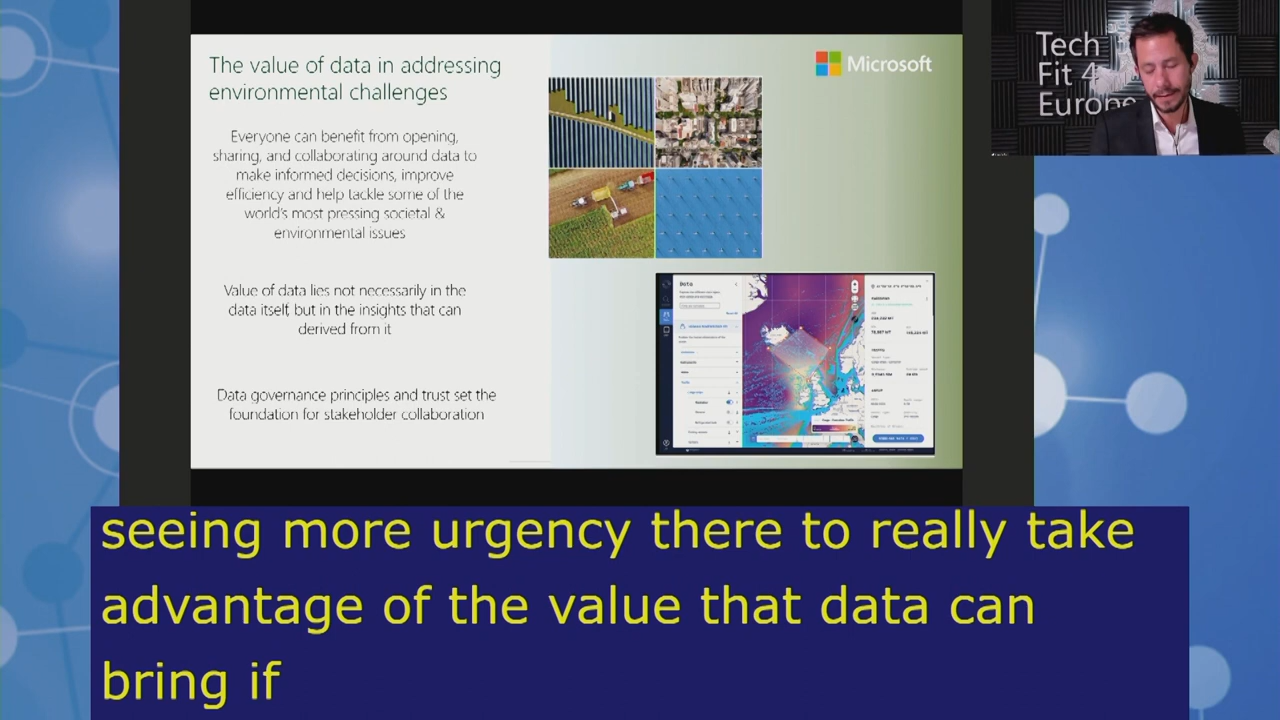 The value of data in addressing
environmental challenges
Everyone can benefit from opening,
sharing, and collaborating around data to
make informed decisions, improve
efficiency and help tackle some of the
world's most pressing societal &
environmental issues
Value of data lies not necessarily in the
data itself, but in the insights that can
derived from it
Data governance principles and trust set the
foundation for stakeholder collaboration
Microsoft
Data
Tech
Fit 4
Europe
seeing more urgency there to really take
advantage of the value that data can
bring if